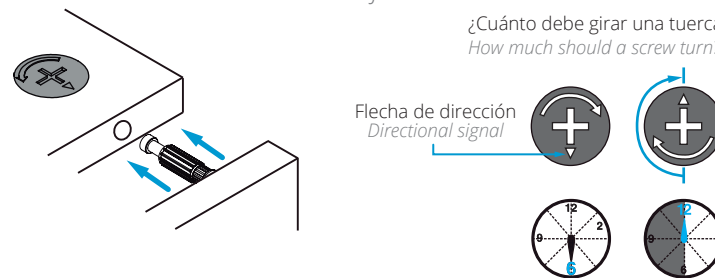 ¿Cuánto debe girar una tuerca
How much should a screw turn
Flecha de dirección
Directional signal
12
2
9
6
12
9
6